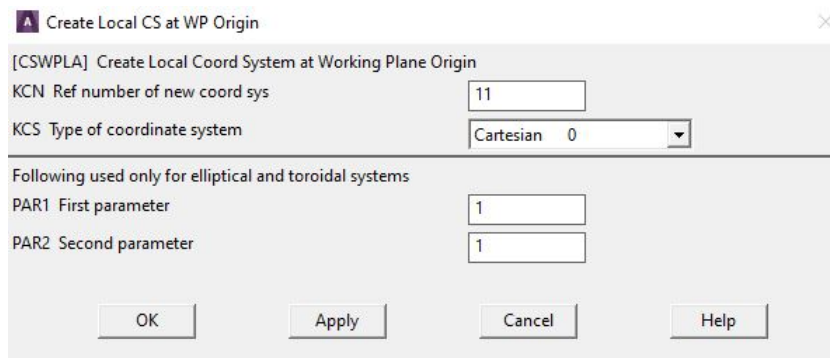 Create Local CS at WP Origin
[CSWPLA] Create Local Coord System at Working Plane Origin
KCN Ref number of new coord sys 11
KCS Type of coordinate system Cartesian 0
Following used only for elliptical and toroidal systems
PAR1 First parameter 1
PAR2 Second parameter 1
OK Apply Cancel Help